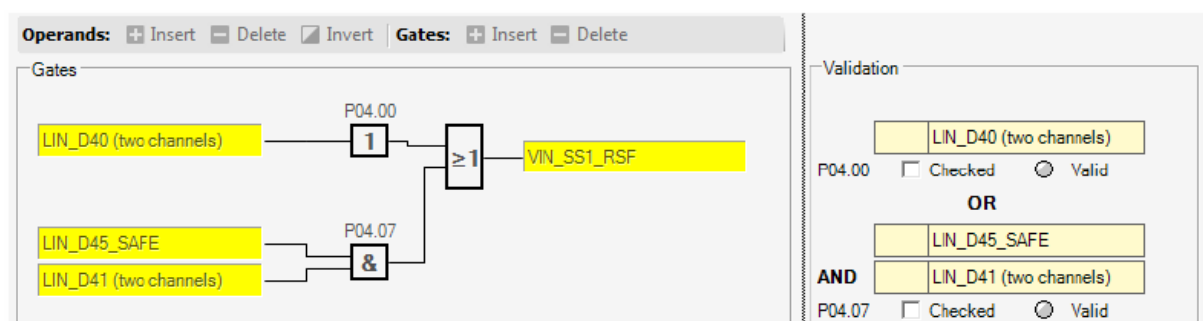 Operands: Insert Delete Invert Gates: Insert Delete
Gates
P04.00
LIN_D40 (two channels)
1
≥1
VIN_SS1_RSF
P04.07
LIN_D45_SAFE
&
LIN_D41 (two channels)
Validation
LIN_D40 (two channels)
P04.00 Checked Valid
OR
LIN_D45_SAFE
AND LIN_D41 (two channels)
P04.07 Checked Valid